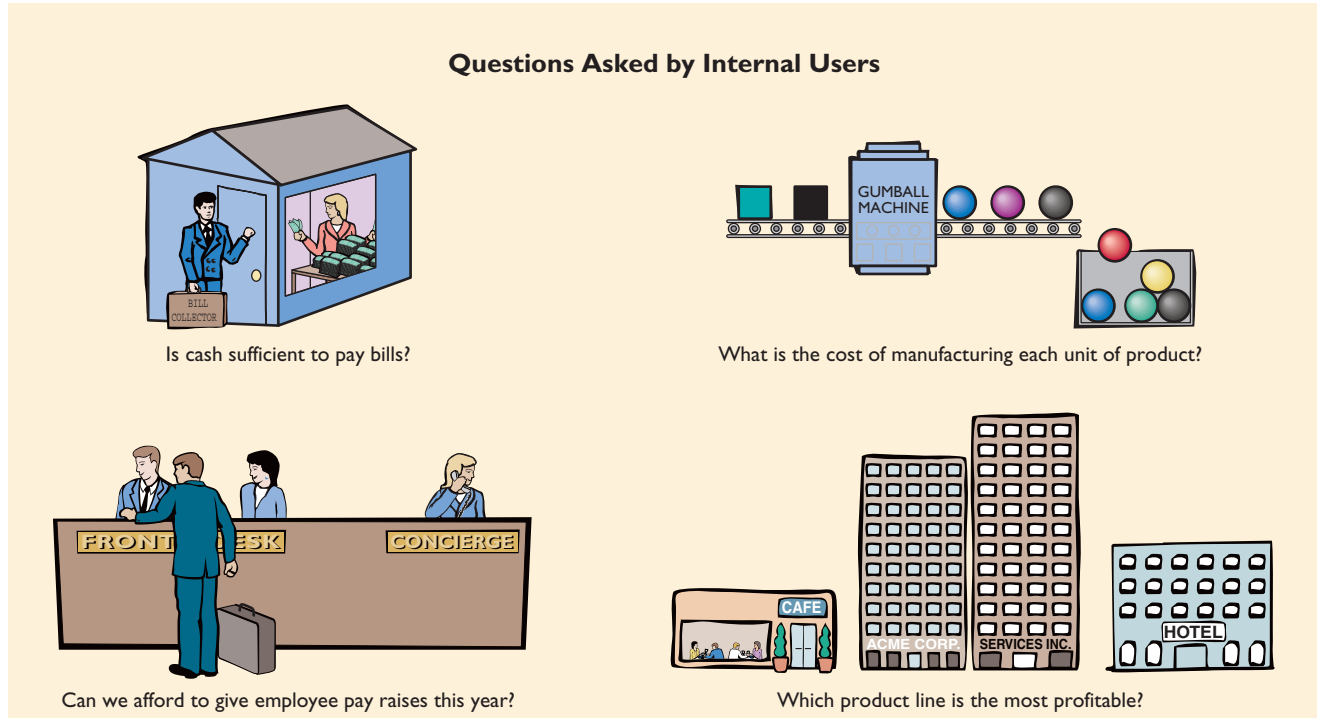 Questions Asked by Internal Users
BILL
COLLECTOR
Is cash sufficient to pay bills?
GUMBALL
MACHINE
What is the cost of manufacturing each unit of product?
FRONT ESK
CONCIERGE
Can we afford to give employee pay raises this year?
CAFE
ACME CORP.
SERVICES INC.
HOTEL
Which product line is the most profitable?